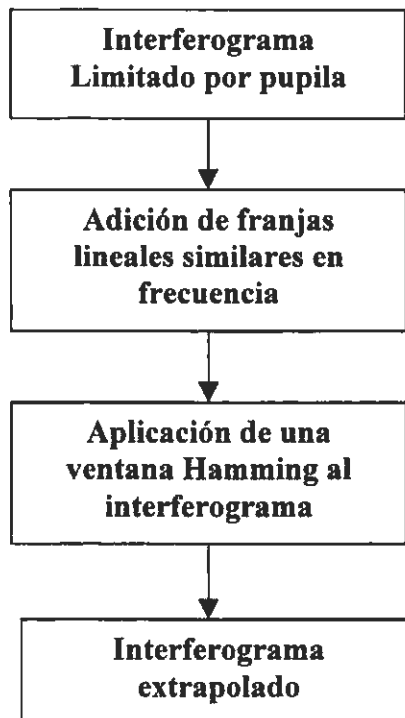 Interferograma
Limitado por pupila
Adición de franjas
lineales similares en
frecuencia
Aplicación de una
ventana Hamming al
interferograma
Interferograma
extrapolado